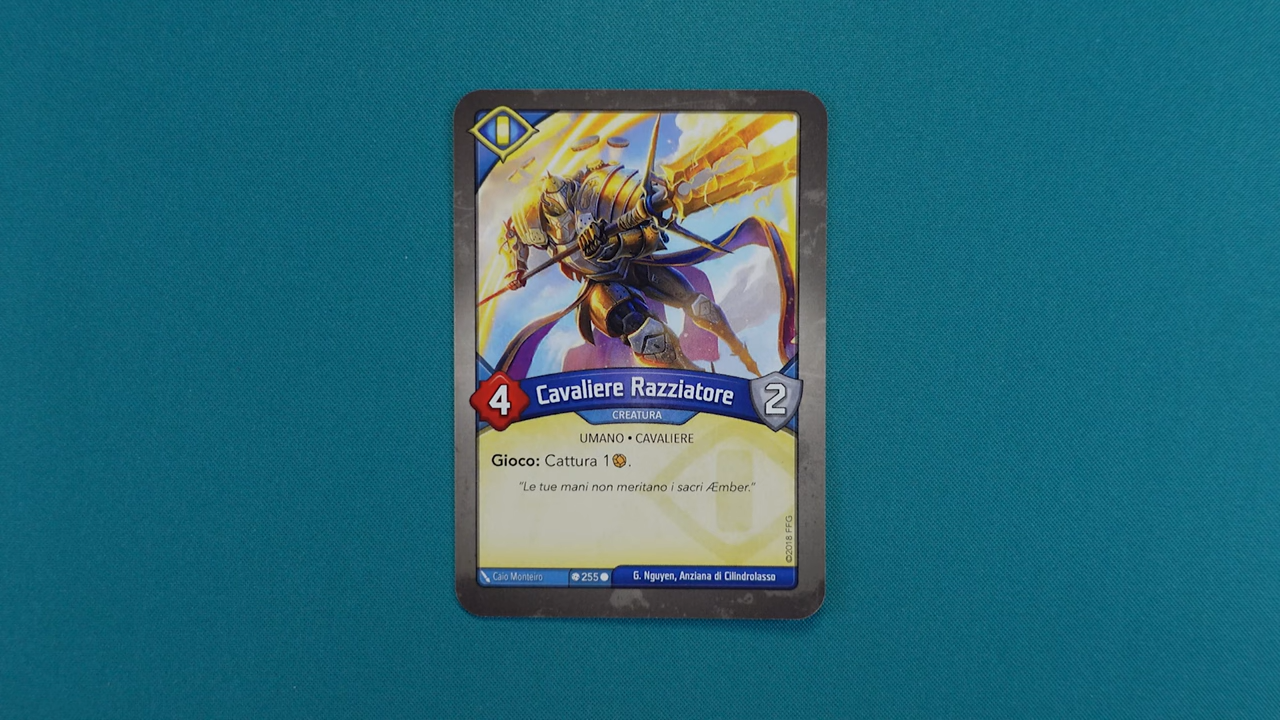 4
Cavaliere Razziatore
2
CREATURA
UMANO • CAVALIERE
Gioco: Cattura 1.
"Le tue mani non meritano i sacri Æmber."
©2018 FFG
Caio Monteiro
255
G. Nguyen, Anziana di Cilindrolasso